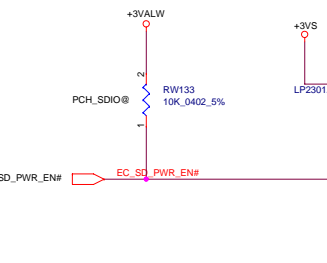 +3VALW
+3VS
2
RW133
LP2301
PCH_SDIO@
10K_0402_5%
1
SD_PWR_EN#
EC_SD_PWR_EN#